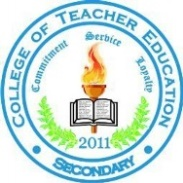 COLLEGE OF TEACHER EDUCATION
Commitment Service Loyalty
2011
SECONDARY